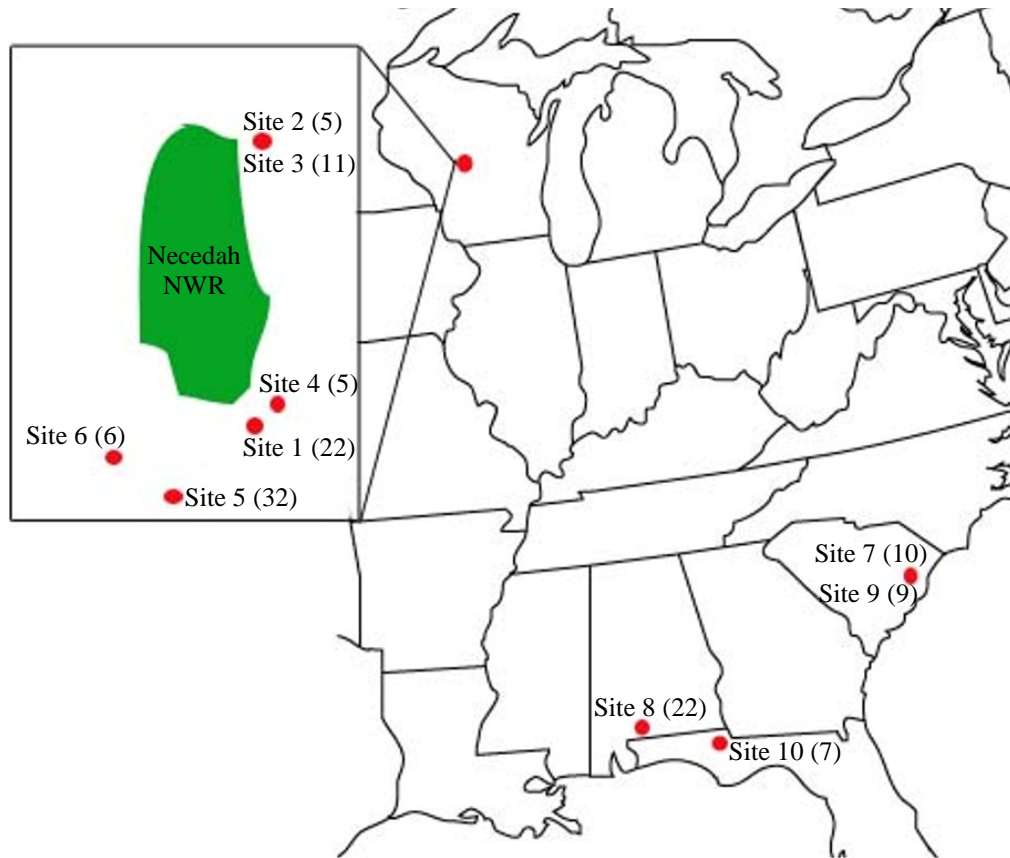 Site 2 (5)
Site 3 (11)
Necedah
NWR
Site 4 (5)
Site 1 (22)
Site 6 (6)
Site 5 (32)
Site 7 (10)
Site 9 (9)
Site 8 (22)
Site 10 (7)